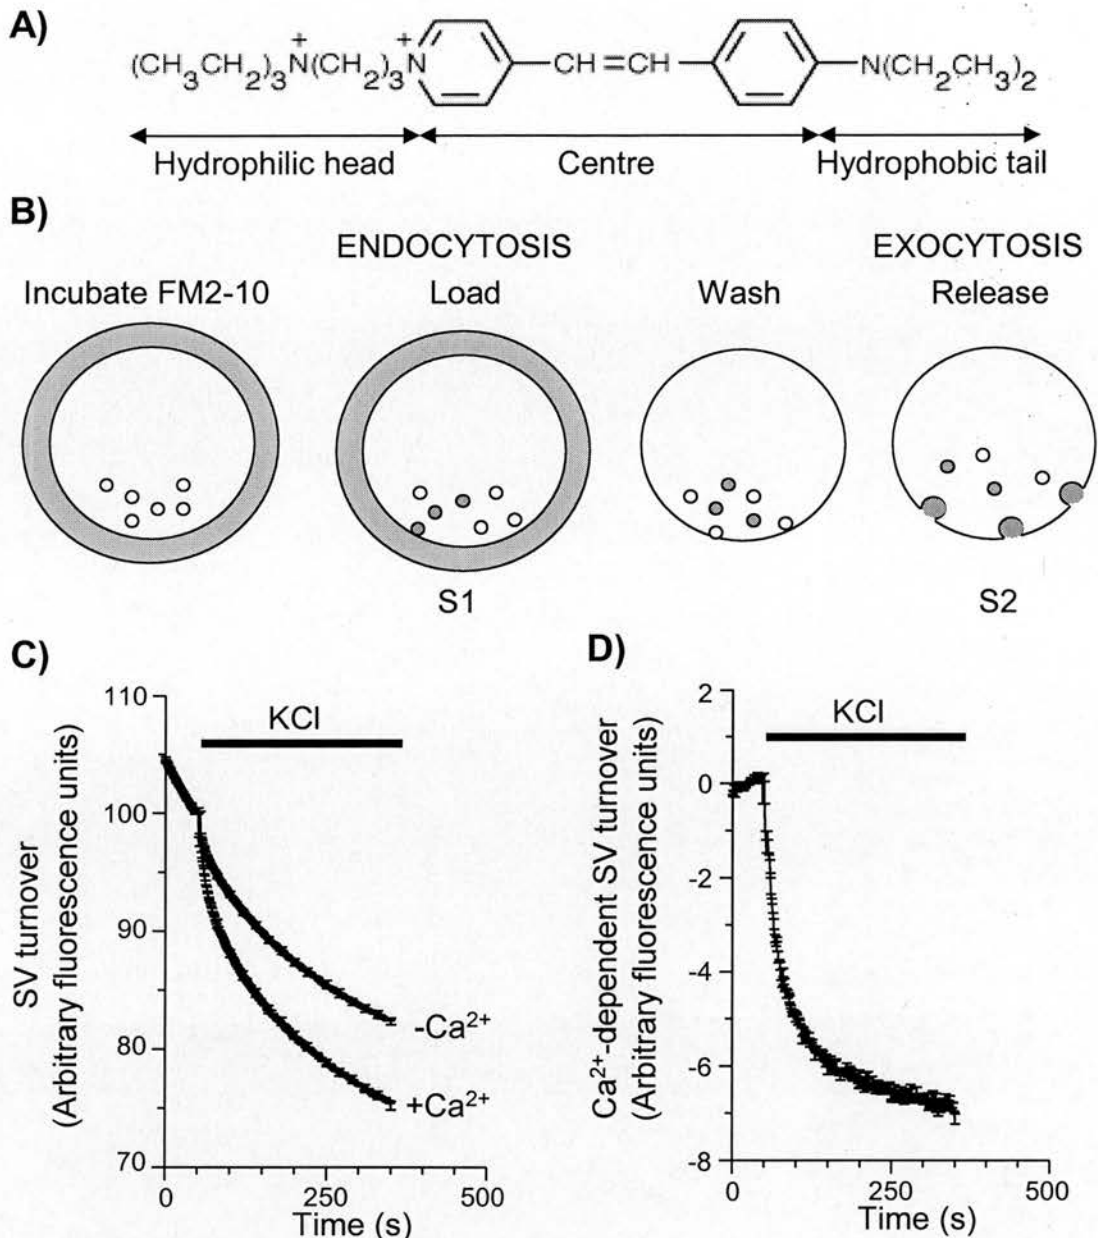 A)
(CH3CH2)3N+(CH2)3N+ CH=CH N(CH2CH3)2
Hydrophilic head Centre Hydrophobic tail
B)
ENDOCYTOSIS EXOCYTOSIS
Incubate FM2-10 Load Wash Release
S1 S2
C)
SV turnover
(Arbitrary fluorescence units)
110
100
90
80
70
KCl
-Ca2+
+Ca2+
0 250 500
Time (s)
D)
Ca2+-dependent SV turnover
(Arbitrary fluorescence units)
2
0
-2
-4
-6
-8
KCl
0 250 500
Time (s)